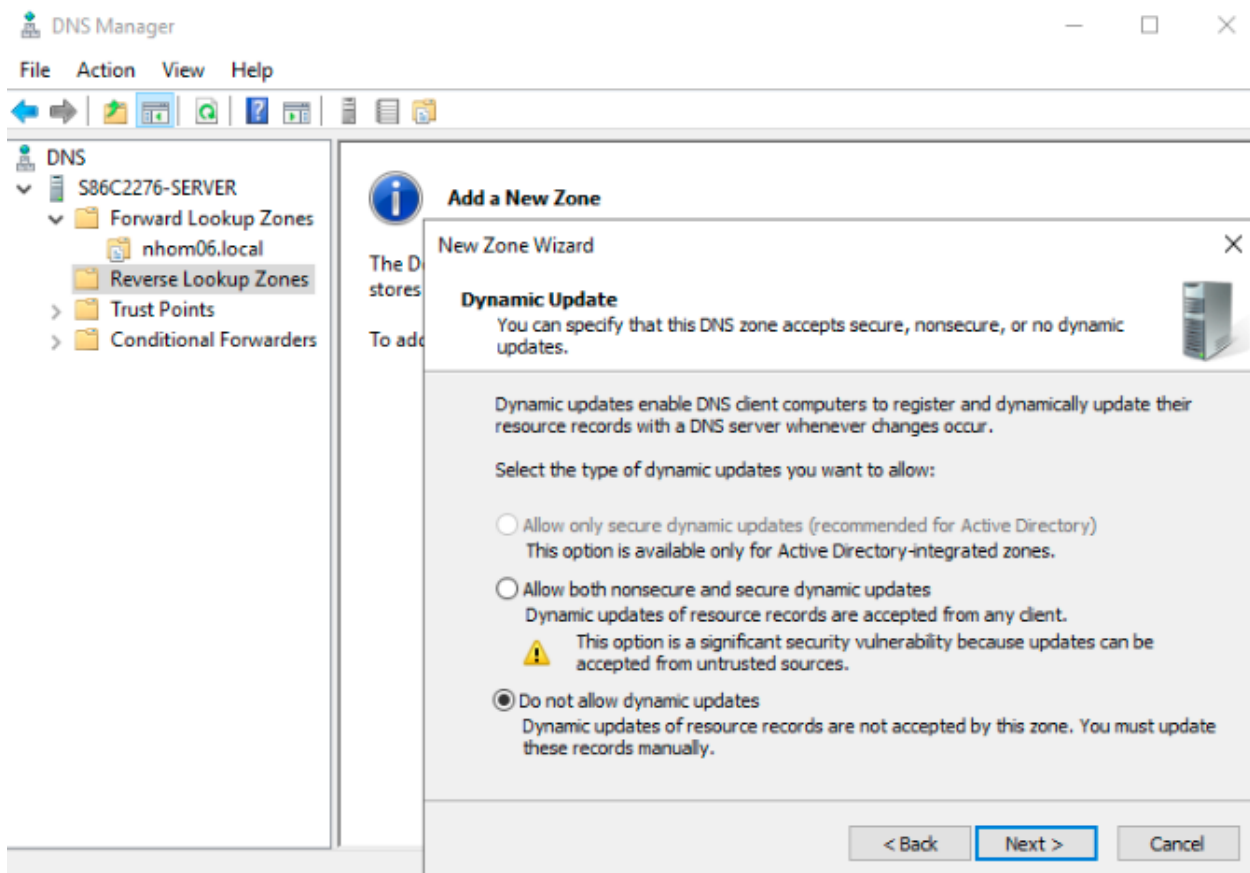 DNS Manager
File Action View Help
DNS
S86C2276-SERVER
Forward Lookup Zones
nhom06.local
Reverse Lookup Zones
Trust Points
Conditional Forwarders
Add a New Zone
The D
stores
To add
New Zone Wizard
Dynamic Update
You can specify that this DNS zone accepts secure, nonsecure, or no dynamic
updates.
Dynamic updates enable DNS client computers to register and dynamically update their
resource records with a DNS server whenever changes occur.
Select the type of dynamic updates you want to allow:
Allow only secure dynamic updates (recommended for Active Directory)
This option is available only for Active Directory-integrated zones.
Allow both nonsecure and secure dynamic updates
Dynamic updates of resource records are accepted from any client.
This option is a significant security vulnerability because updates can be
accepted from untrusted sources.
Do not allow dynamic updates
Dynamic updates of resource records are not accepted by this zone. You must update
these records manually.
< Back Next > Cancel